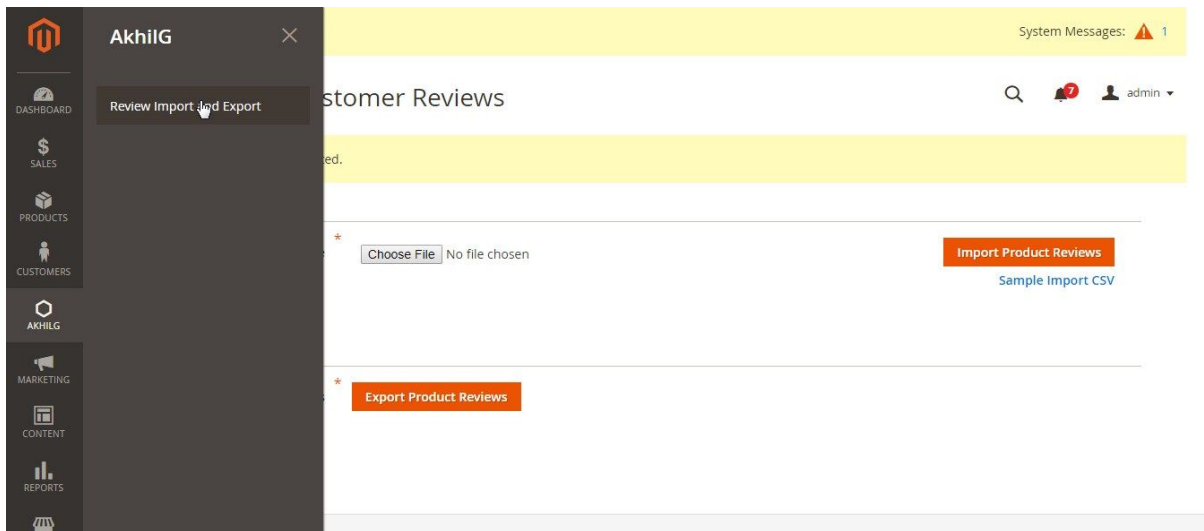 AkhilG
System Messages: 1
Review Import and Export
stomer Reviews
7
admin
DASHBOARD
SALES
ted.
PRODUCTS
CUSTOMERS
*
Choose File No file chosen
Import Product Reviews
Sample Import CSV
AKHILG
MARKETING
*
Export Product Reviews
CONTENT
REPORTS